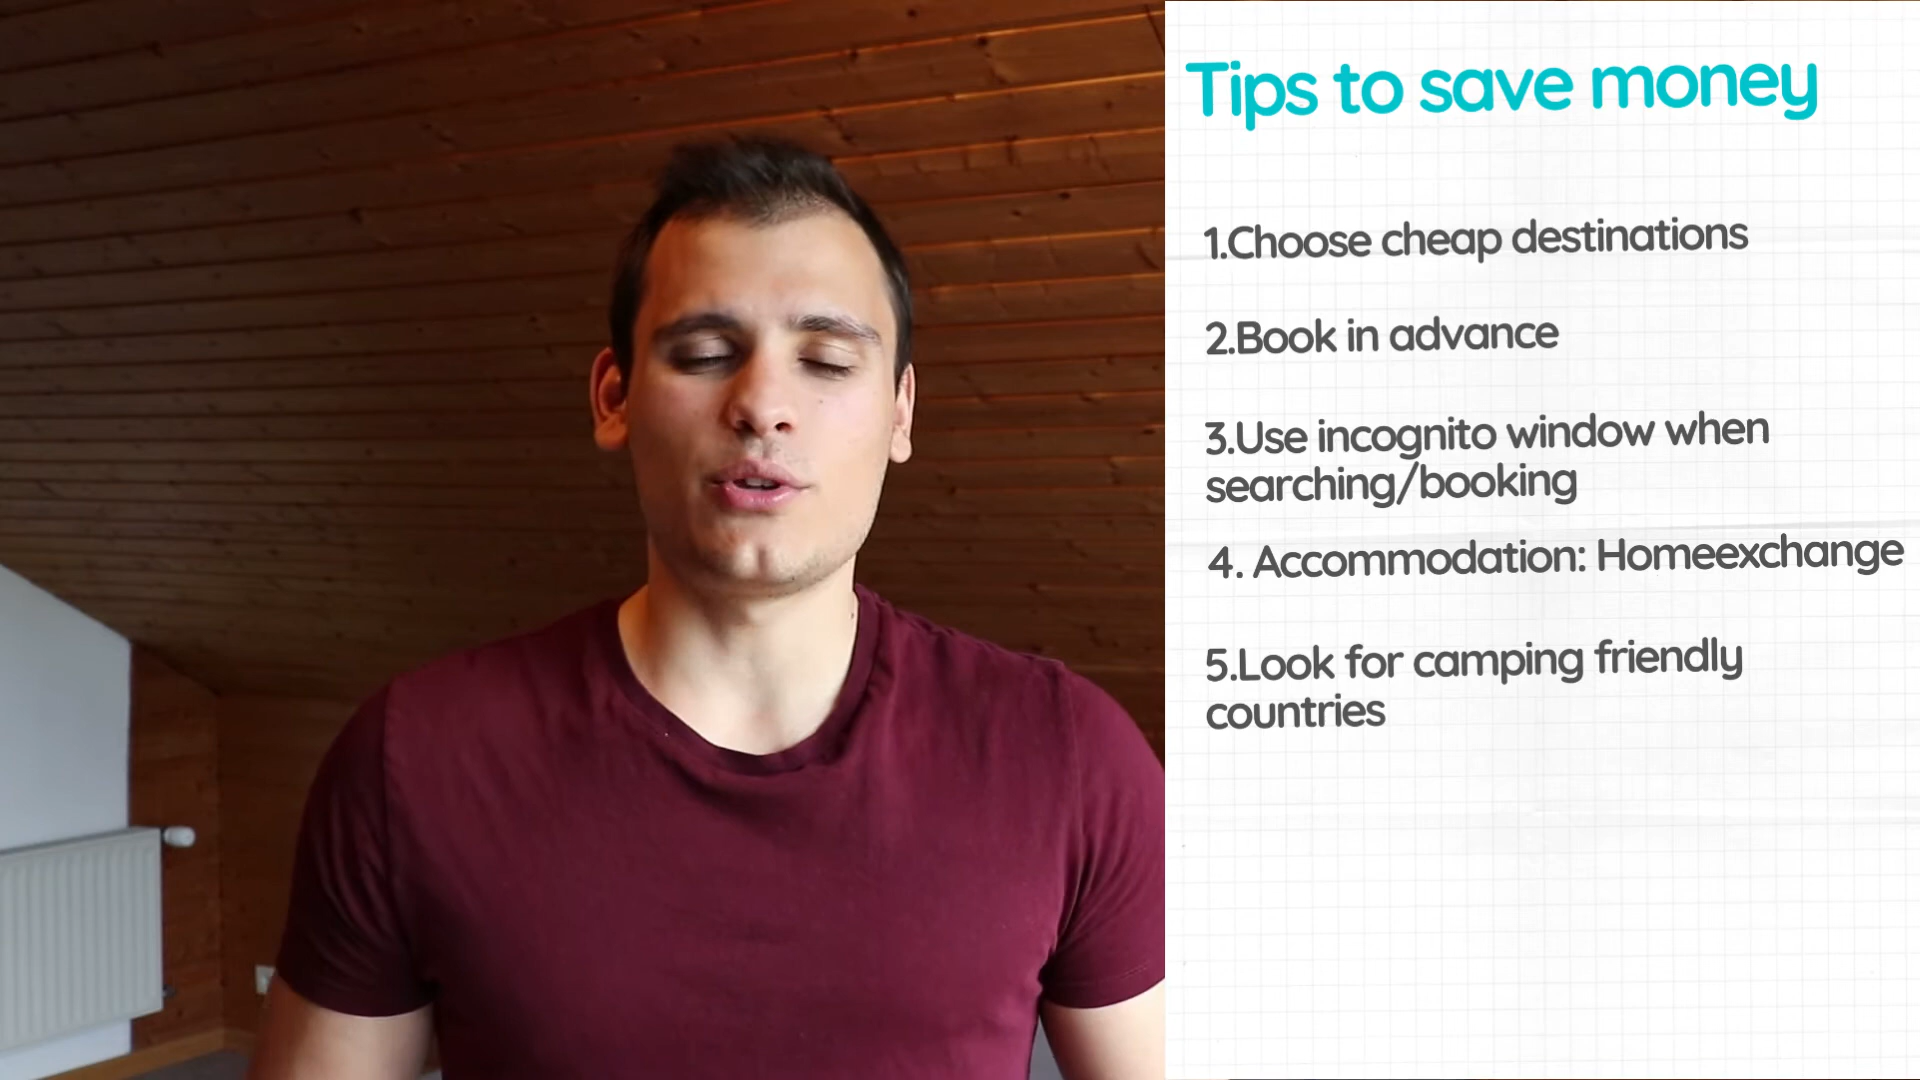 Tips to save money
1.Choose cheap destinations
2.Book in advance
3.Use incognito window when
searching/booking
4. Accommodation: Homeexchange
5.Look for camping friendly
countries